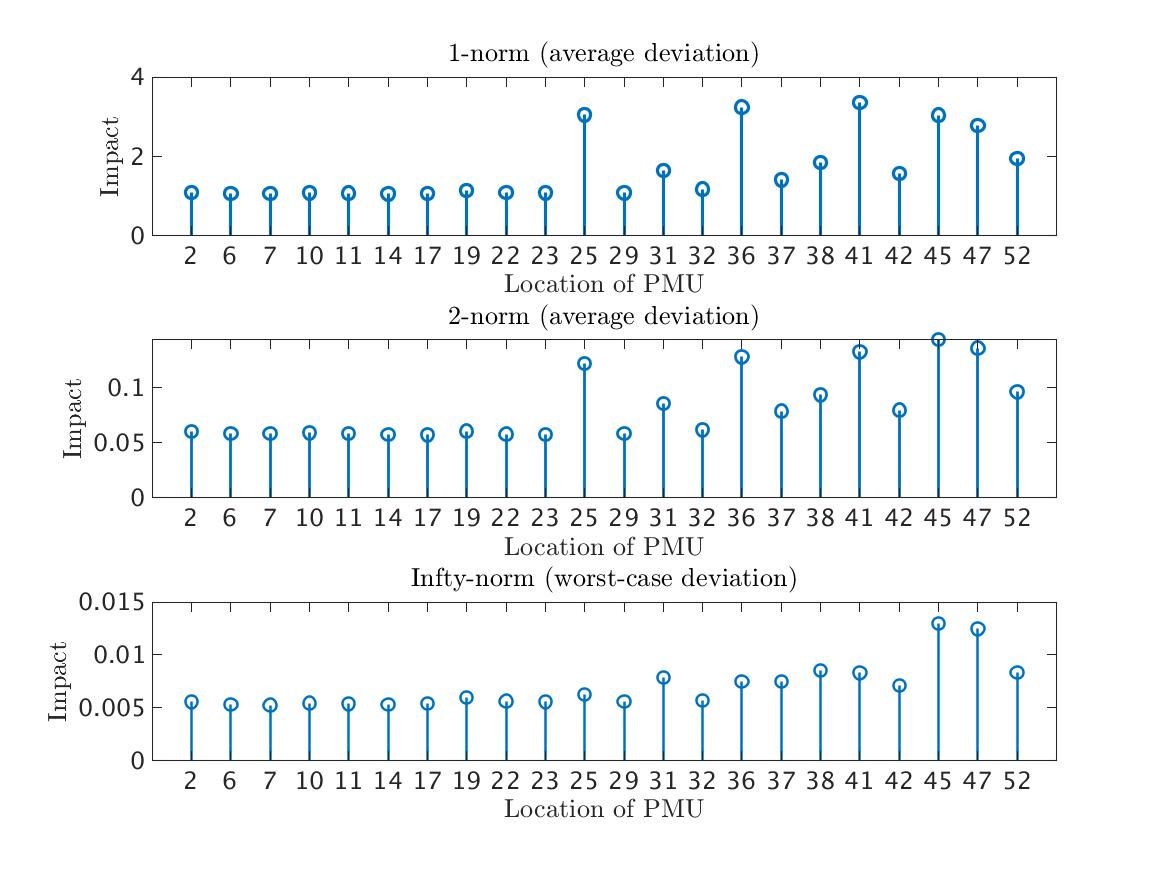 1-norm (average deviation)
4
2
0
Impact
2 6 7 10 11 14 17 19 22 23 25 29 31 32 36 37 38 41 42 45 47 52
Location of PMU
2-norm (average deviation)
0.1
0.05
0
Impact
2 6 7 10 11 14 17 19 22 23 25 29 31 32 36 37 38 41 42 45 47 52
Location of PMU
Infty-norm (worst-case deviation)
0.015
0.01
0.005
0
Impact
2 6 7 10 11 14 17 19 22 23 25 29 31 32 36 37 38 41 42 45 47 52
Location of PMU